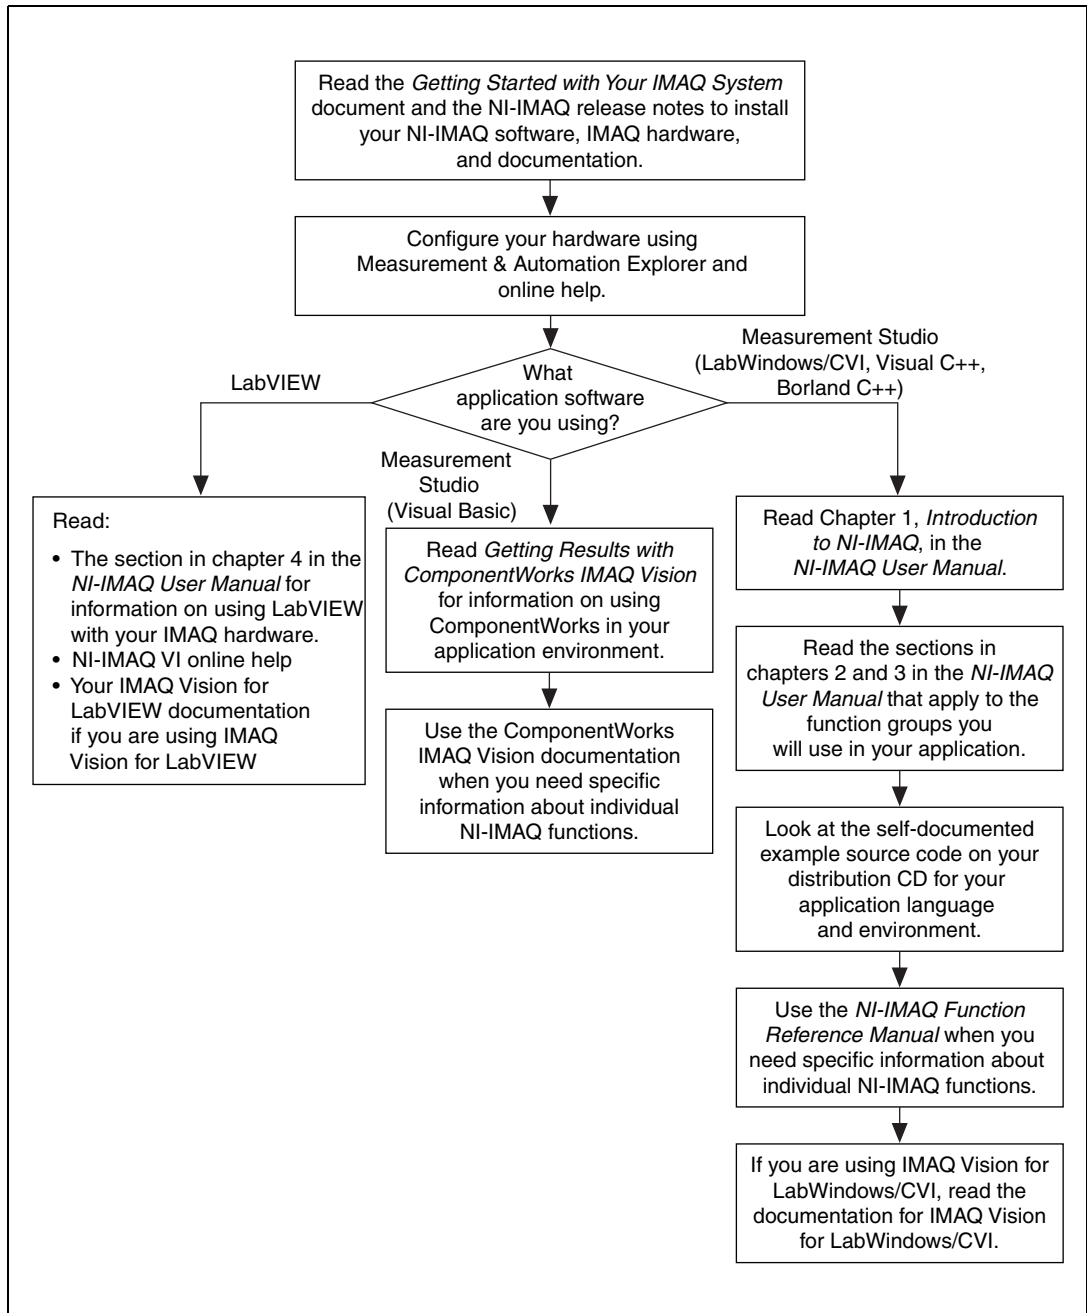 Read the Getting Started with Your IMAQ System
document and the NI-IMAQ release notes to install
your NI-IMAQ software, IMAQ hardware,
and documentation.
Configure your hardware using
Measurement & Automation Explorer and
online help.
What
application software
are you using?
LabVIEW
Measurement Studio
(LabWindows/CVI, Visual C++,
Borland C++)
Measurement
Studio
(Visual Basic)
Read:
• The section in chapter 4 in the
NI-IMAQ User Manual for
information on using LabVIEW
with your IMAQ hardware.
• NI-IMAQ VI online help
• Your IMAQ Vision for
LabVIEW documentation
if you are using IMAQ
Vision for LabVIEW
Read Getting Results with
ComponentWorks IMAQ Vision
for information on using
ComponentWorks in your
application environment.
Use the ComponentWorks
IMAQ Vision documentation
when you need specific
information about individual
NI-IMAQ functions.
Read Chapter 1, Introduction
to NI-IMAQ, in the
NI-IMAQ User Manual.
Read the sections in
chapters 2 and 3 in the NI-IMAQ
User Manual that apply to the
function groups you
will use in your application.
Look at the self-documented
example source code on your
distribution CD for your
application language
and environment.
Use the NI-IMAQ Function
Reference Manual when you
need specific information about
individual NI-IMAQ functions.
If you are using IMAQ Vision for
LabWindows/CVI, read the
documentation for IMAQ Vision
for LabWindows/CVI.